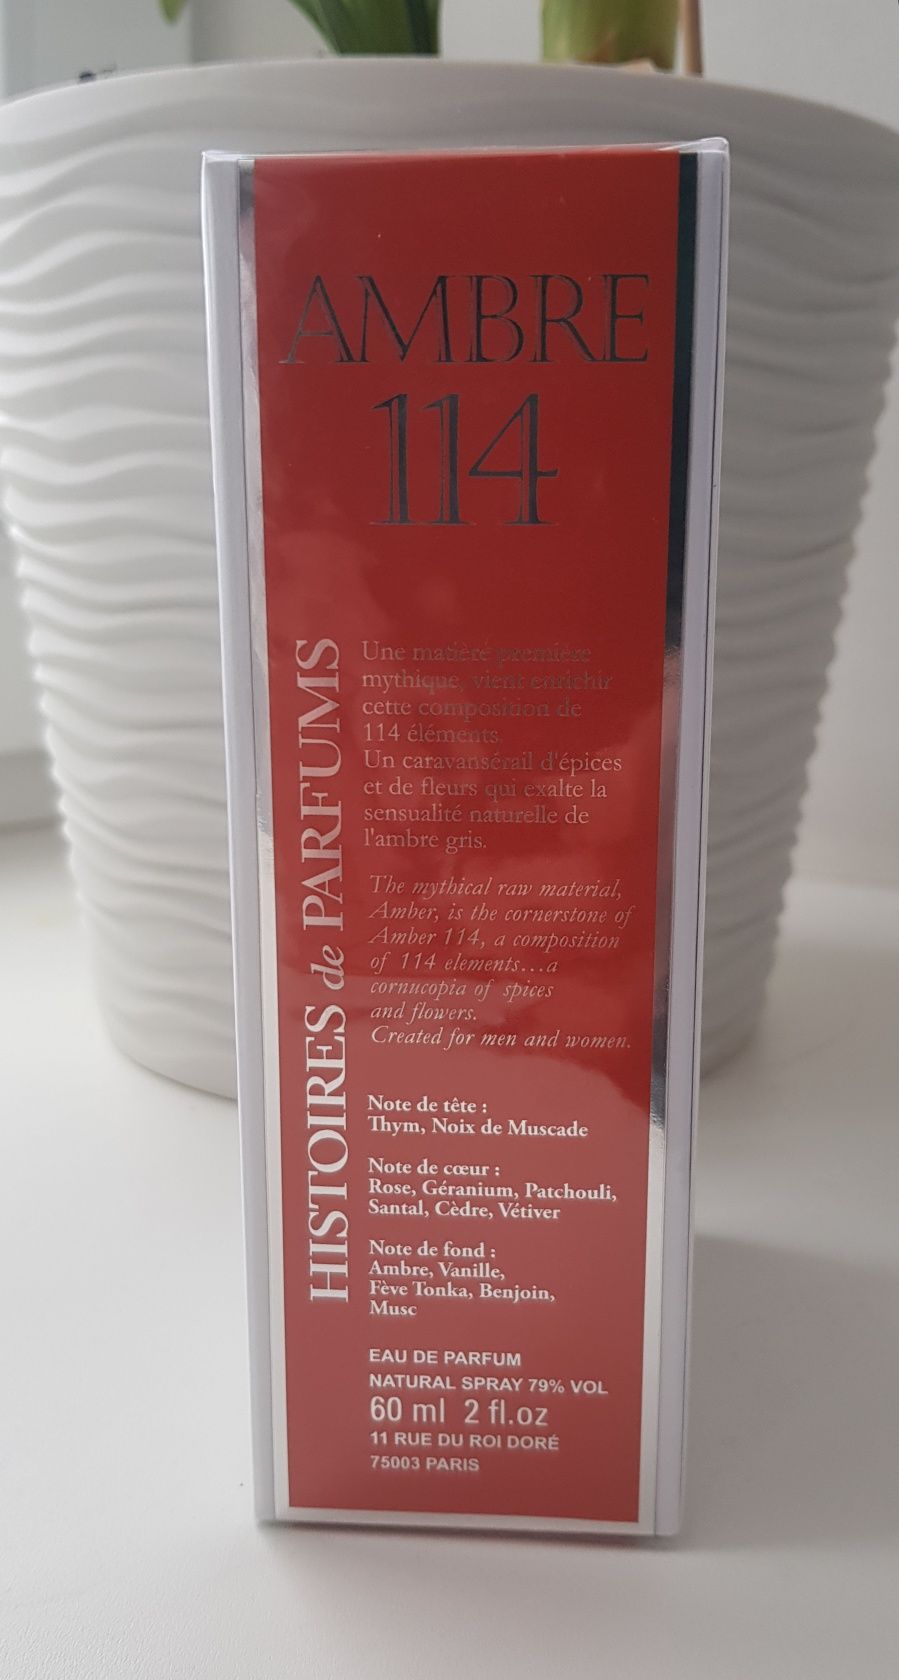 AMBRE
114
HISTOIRES de PARFUMS
Une matière première
mythique, vient enrichir
cette composition de
114 éléments.
Un caravansérail d'épices
et de fleurs qui exalte la
sensualité naturelle de
l'ambre gris.
The mythical raw material,
Amber, is the cornerstone of
Amber 114, a composition
of 114 elements...a
cornucopia of spices
and flowers.
Created for men and women.
Note de tête :
Thym, Noix de Muscade
Note de cœur :
Rose, Géranium, Patchouli,
Santal, Cèdre, Vétiver
Note de fond :
Ambre, Vanille,
Fève Tonka, Benjoin,
Musc
EAU DE PARFUM
NATURAL SPRAY 79% VOL
60 ml 2 fl.oz
11 RUE DU ROI DORÉ
75003 PARIS